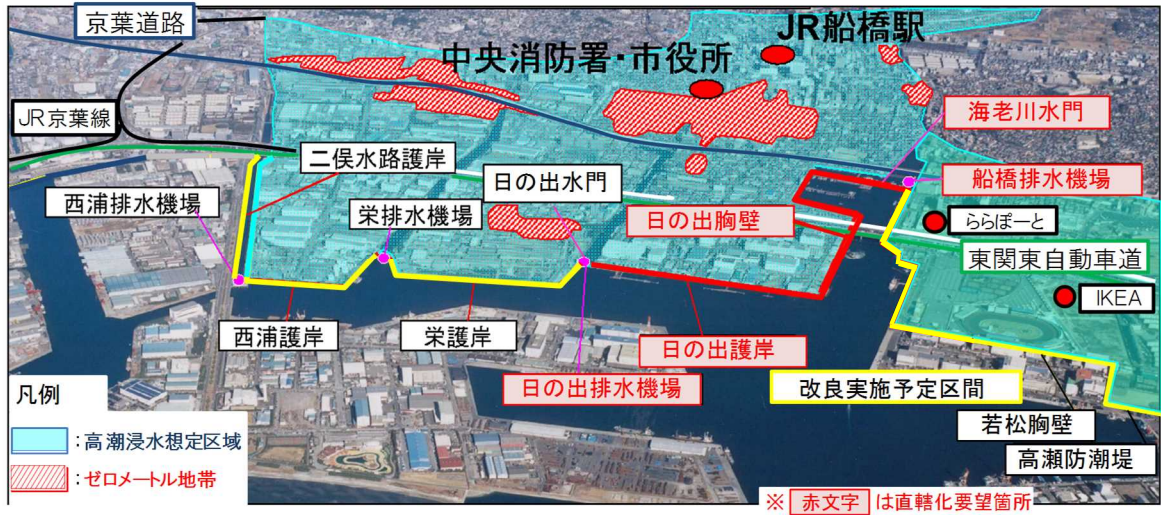 京葉道路
JR船橋駅
中央消防署・市役所
JR京葉線
海老川水門
二俣水路護岸
日の出水門
船橋排水機場
西浦排水機場
栄排水機場
日の出胸壁
ららぽーと
東関東自動車道
IKEA
西浦護岸
栄護岸
日の出護岸
日の出排水機場
改良実施予定区間
若松胸壁
高瀬防潮堤
凡例
:高潮浸水想定区域
:ゼロメートル地帯
※ 赤文字 は直轄化要望箇所